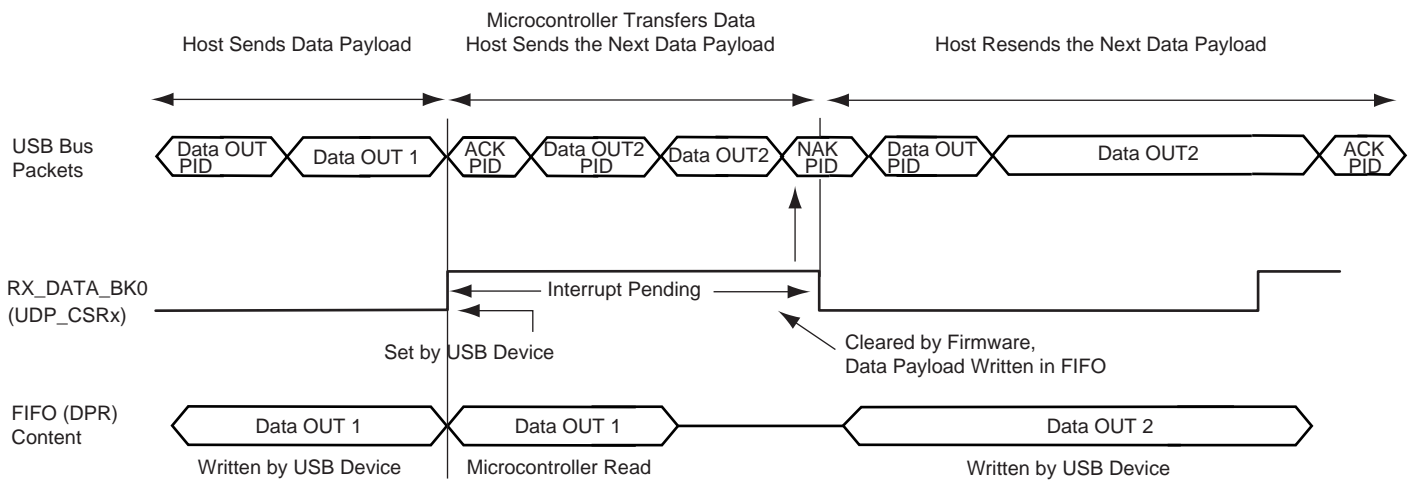 Microcontroller Transfers Data
Host Sends Data Payload
Host Sends the Next Data Payload
Host Resends the Next Data Payload
USB Bus
Packets
Data OUT
PID
Data OUT 1
ACK
PID
Data OUT2
PID
Data OUT2
NAK
PID
Data OUT
PID
Data OUT2
ACK
PID
RX_DATA_BK0
(UDP_CSRx)
Interrupt Pending
Set by USB Device
Cleared by Firmware,
Data Payload Written in FIFO
FIFO (DPR)
Content
Data OUT 1
Data OUT 1
Data OUT 2
Written by USB Device
Microcontroller Read
Written by USB Device